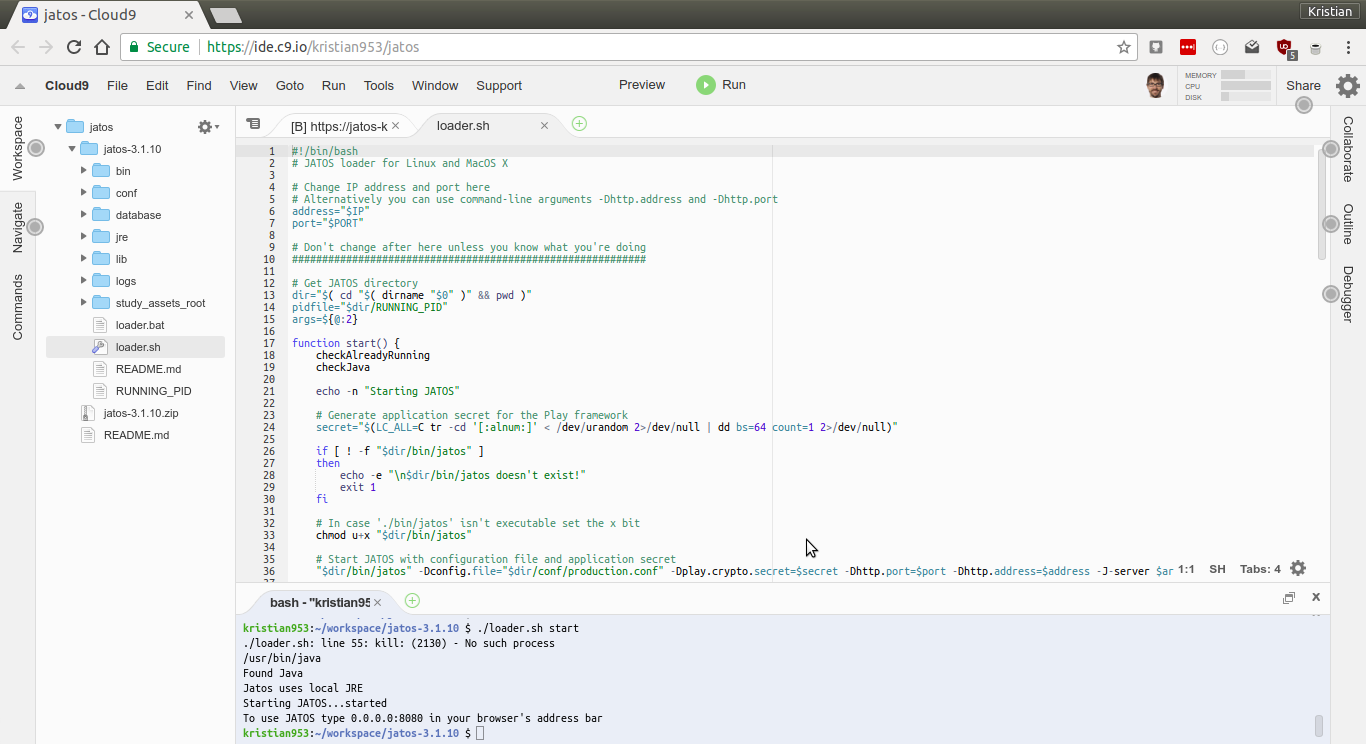 jatos - Cloud9
Kristian
Secure https://ide.c9.io/kristian953/jatos
5
Cloud9 File Edit Find View Goto Run Tools Window Support Preview Run
MEMORY
CPU
DISK
Share
Workspace
Navigate
Commands
jatos
jatos-3.1.10
bin
conf
database
jre
lib
logs
study_assets_root
loader.bat
loader.sh
README.md
RUNNING_PID
jatos-3.1.10.zip
README.md
[B] https://jatos-k
loader.sh
1 #!/bin/bash
2 # JATOS loader for Linux and MacOS X
3
4 # Change IP address and port here
5 # Alternatively you can use command-line arguments -Dhttp.address and -Dhttp.port
6 address="$IP"
7 port="$PORT"
8
9 # Don't change after here unless you know what you're doing
10 ###########################################################
11
12 # Get JATOS directory
13 dir="$( cd "$( dirname "$0" )" && pwd )"
14 pidfile="$dir/RUNNING_PID"
15 args=${@:2}
16
17 function start() {
18     checkAlreadyRunning
19     checkJava
20
21     echo -n "Starting JATOS"
22
23     # Generate application secret for the Play framework
24     secret="$(LC_ALL=C tr -cd '[:alnum:]' < /dev/urandom 2>/dev/null | dd bs=64 count=1 2>/dev/null)"
25
26     if [ ! -f "$dir/bin/jatos" ]
27     then
28         echo -e "\n$dir/bin/jatos doesn't exist!"
29         exit 1
30     fi
31
32     # In case './bin/jatos' isn't executable set the x bit
33     chmod u+x "$dir/bin/jatos"
34
35     # Start JATOS with configuration file and application secret
36     "$dir/bin/jatos" -Dconfig.file="$dir/conf/production.conf" -Dplay.crypto.secret=$secret -Dhttp.port=$port -Dhttp.address=$address -J-server $ar
37
1:1 SH Tabs: 4
Collaborate
Outline
Debugger
bash - "kristian95
kristian953:~/workspace/jatos-3.1.10 $ ./loader.sh start
./loader.sh: line 55: kill: (2130) - No such process
/usr/bin/java
Found Java
Jatos uses local JRE
Starting JATOS...started
To use JATOS type 0.0.0.0:8080 in your browser's address bar
kristian953:~/workspace/jatos-3.1.10 $